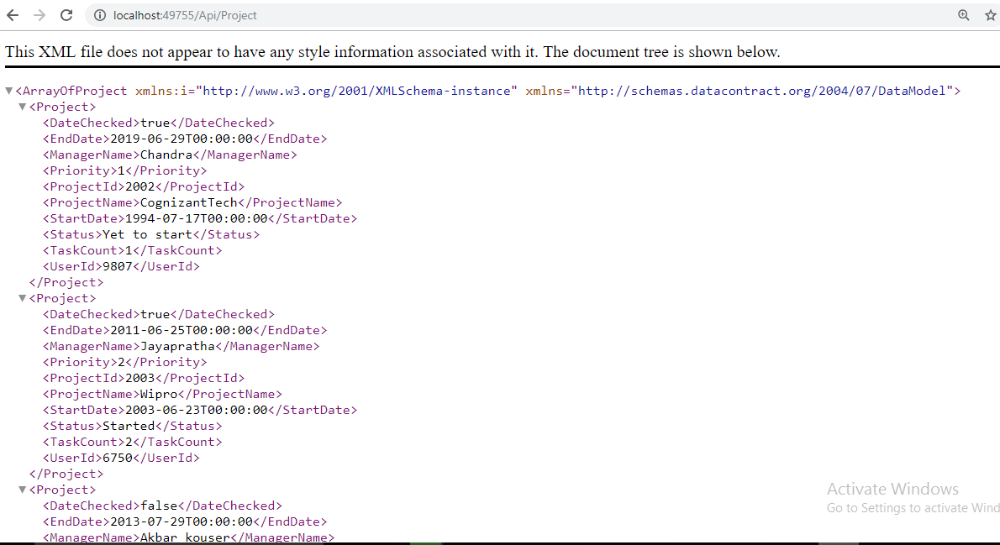 localhost:49755/Api/Project
This XML file does not appear to have any style information associated with it. The document tree is shown below.
<ArrayOfProject xmlns:i="http://www.w3.org/2001/XMLSchema-instance" xmlns="http://schemas.datacontract.org/2004/07/DataModel">
<Project>
<DateChecked>true</DateChecked>
<EndDate>2019-06-29T00:00:00</EndDate>
<ManagerName>Chandra</ManagerName>
<Priority>1</Priority>
<ProjectId>2002</ProjectId>
<ProjectName>CognizantTech</ProjectName>
<StartDate>1994-07-17T00:00:00</StartDate>
<Status>Yet to start</Status>
<TaskCount>1</TaskCount>
<UserId>9807</UserId>
</Project>
<Project>
<DateChecked>true</DateChecked>
<EndDate>2011-06-25T00:00:00</EndDate>
<ManagerName>Jayapratha</ManagerName>
<Priority>2</Priority>
<ProjectId>2003</ProjectId>
<ProjectName>Wipro</ProjectName>
<StartDate>2003-06-23T00:00:00</StartDate>
<Status>Started</Status>
<TaskCount>2</TaskCount>
<UserId>6750</UserId>
</Project>
<Project>
<DateChecked>false</DateChecked>
<EndDate>2013-07-29T00:00:00</EndDate>
<ManagerName>Akbar kouser</ManagerName>
Activate Windows
Go to Settings to activate Wind